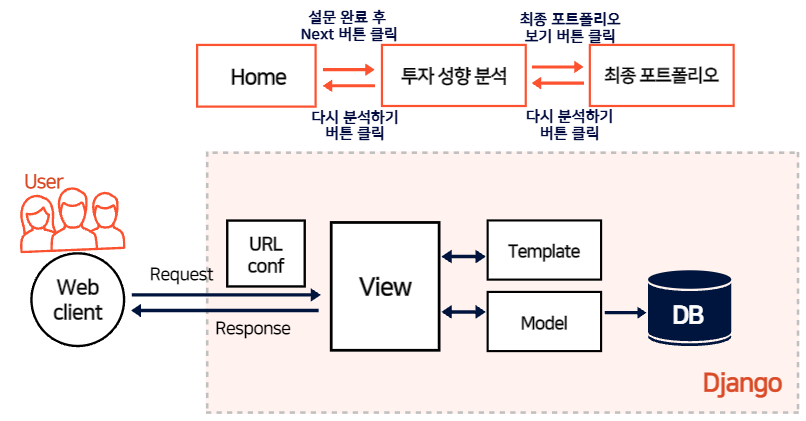 설문 완료 후
Next 버튼 클릭
최종 포트폴리오
보기 버튼 클릭
Home
투자 성향 분석
최종 포트폴리오
다시 분석하기
버튼 클릭
다시 분석하기
버튼 클릭
User
Web
client
Request
Response
URL
conf
View
Template
Model
DB
Django